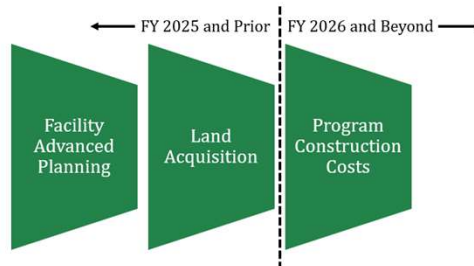 FY 2025 and Prior
FY 2026 and Beyond
Facility
Advanced
Planning
Land
Acquisition
Program
Construction
Costs